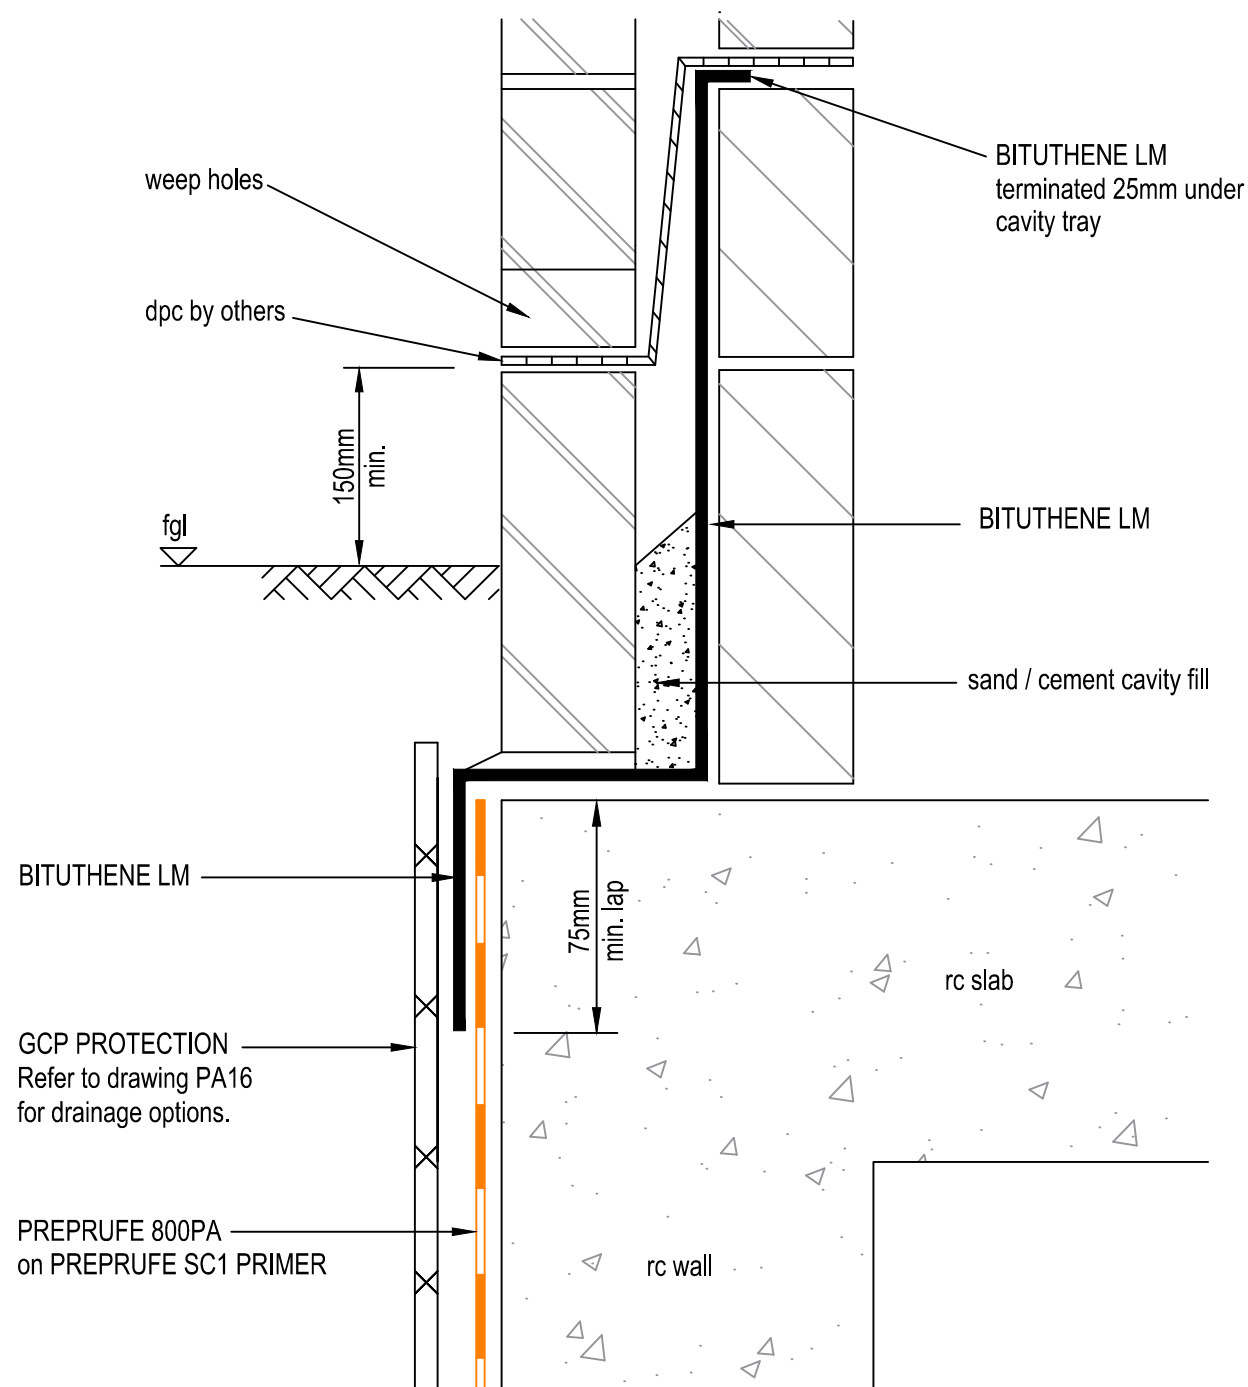 BITUTHENE LM
terminated 25mm under
cavity tray
weep holes
dpc by others
150mm
min.
fgl
BITUTHENE LM
sand / cement cavity fill
BITUTHENE LM
75mm
min. lap
rc slab
GCP PROTECTION
Refer to drawing PA16
for drainage options.
PREPRUFE 800PA
on PREPRUFE SC1 PRIMER
rc wall